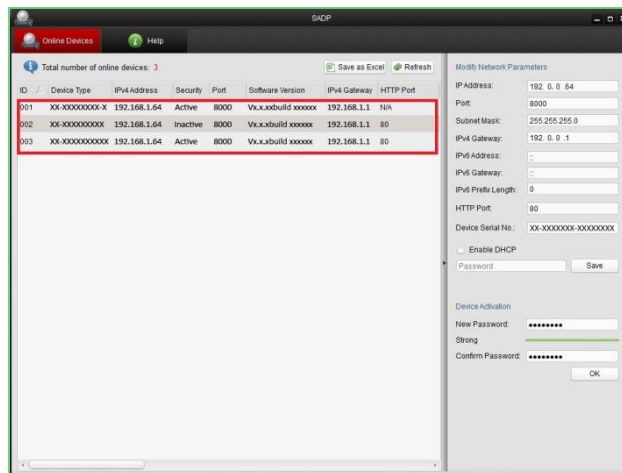 SADP
Online Devices
Help
Total number of online devices: 3
Save as Excel
Refresh
ID Device Type IPv4 Address Security Port Software Version IPv4 Gateway HTTP Port
001 XX-XXXXXXXX-X 192.168.1.64 Active 8000 Vx.x.xbuild xxxxxx 192.168.1.1 N/A
002 XX-XXXXXXXXX 192.168.1.64 Inactive 8000 Vx.x.xbuild xxxxxx 192.168.1.1 80
003 XX-XXXXXXXXXX 192.168.1.64 Active 8000 Vx.x.xbuild xxxxxx 192.168.1.1 80
Modify Network Parameters
IP Address: 192. 0. 0 .64
Port: 8000
Subnet Mask: 255.255.255.0
IPv4 Gateway: 192. 0. 0 .1
IPv6 Address: ::
IPv6 Gateway: ::
IPv6 Prefix Length: 0
HTTP Port: 80
Device Serial No.: XX-XXXXXXX-XXXXXXXX
Enable DHCP
Password Save
Device Activation
New Password: ●●●●●●●●
Strong
Confirm Password: ●●●●●●●●
OK